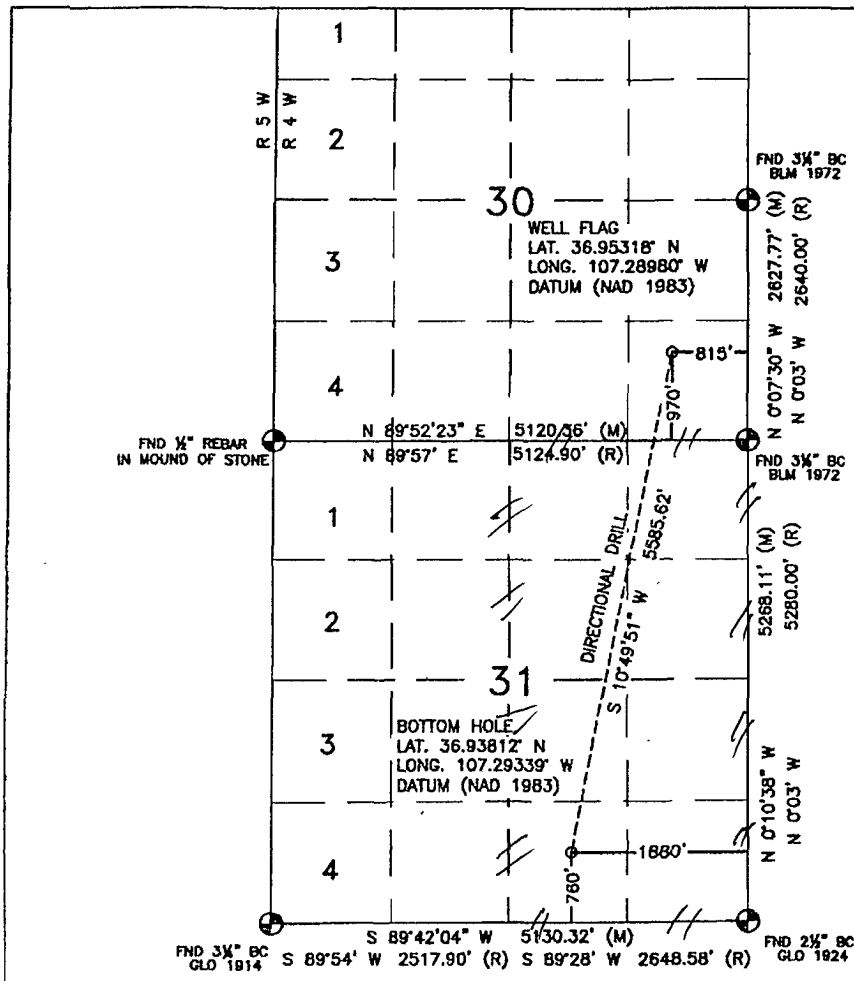 1
R 5 W
R 4 W
2
FND 3¼" BC
BLM 1972
30
WELL FLAG
LAT. 36.95318° N
LONG. 107.28980° W
DATUM (NAD 1983)
2627.77' (M)
2640.00' (R)
3
815'
970'
N 0°07'30" W
N 0°03' W
4
N 89°52'23" E 5120.36' (M)
FND ½" REBAR
IN MOUND OF STONE
N 89°57' E 5124.90' (R)
FND 3¼" BC
BLM 1972
1
DIRECTIONAL DRILL
S 10°49'51" W 5585.62'
5268.11' (M)
5280.00' (R)
2
31
BOTTOM HOLE
LAT. 36.93812° N
LONG. 107.29339° W
DATUM (NAD 1983)
3
N 0°10'38" W
N 0°03' W
1880'
4
760'
S 89°42'04" W 5130.32' (M)
FND 3¼" BC
GLO 1914
S 89°54' W 2517.90' (R) S 89°28' W 2648.58' (R)
FND 2½" BC
GLO 1924